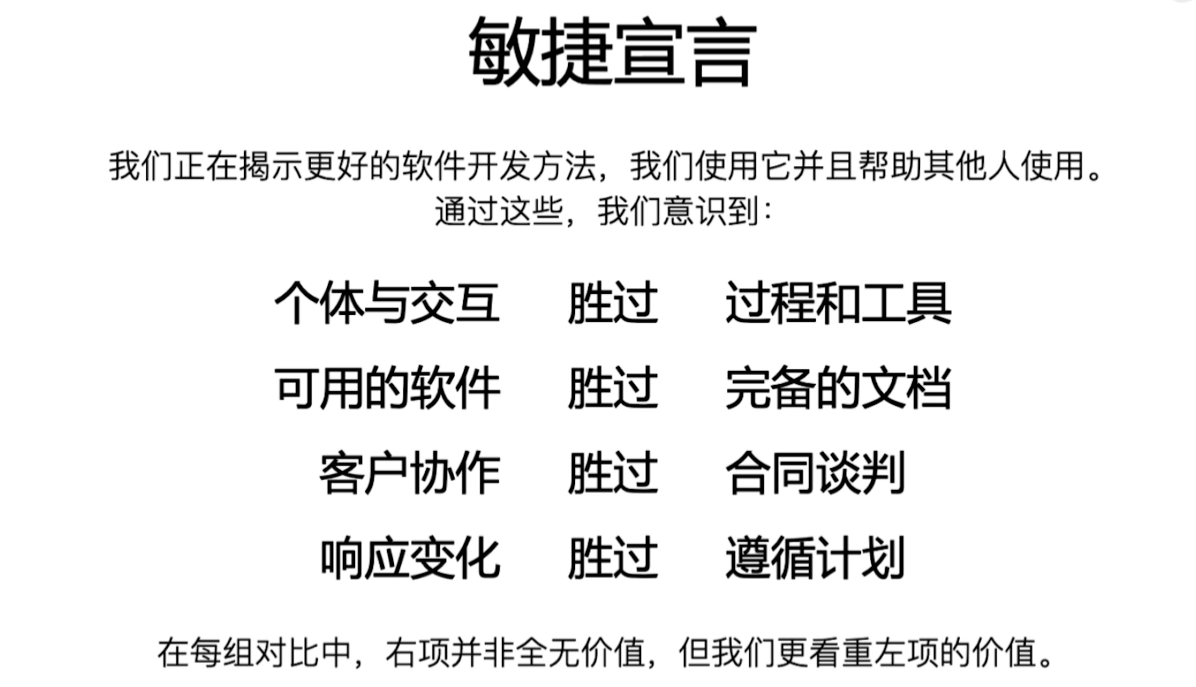 敏捷宣言
我们正在揭示更好的软件开发方法，我们使用它并且帮助其他人使用。
通过这些，我们意识到：
个体与交互 胜过 过程和工具
可用的软件 胜过 完备的文档
客户协作 胜过 合同谈判
响应变化 胜过 遵循计划
在每组对比中，右项并非全无价值，但我们更看重左项的价值。